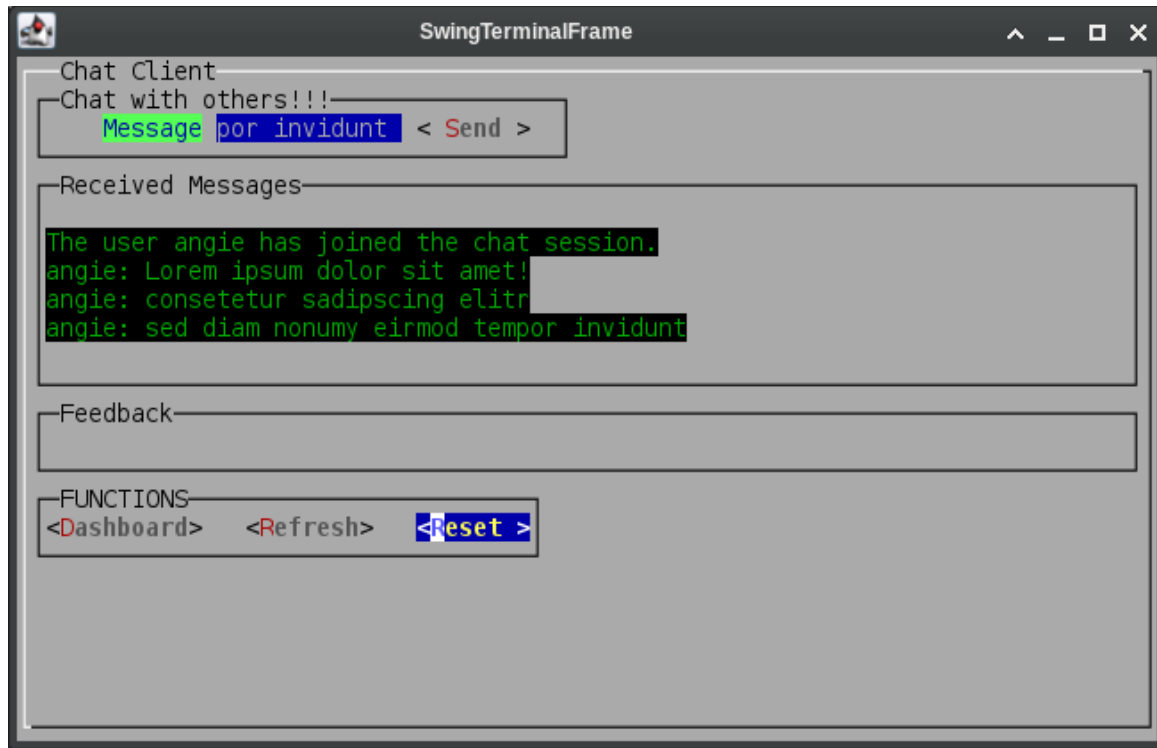 SwingTerminalFrame
Chat Client
Chat with others!!!
Message por invidunt < Send >
Received Messages
The user angie has joined the chat session.
angie: Lorem ipsum dolor sit amet!
angie: consetetur sadipscing elitr
angie: sed diam nonumy eirmod tempor invidunt
Feedback
FUNCTIONS
<Dashboard> <Refresh> <Reset >